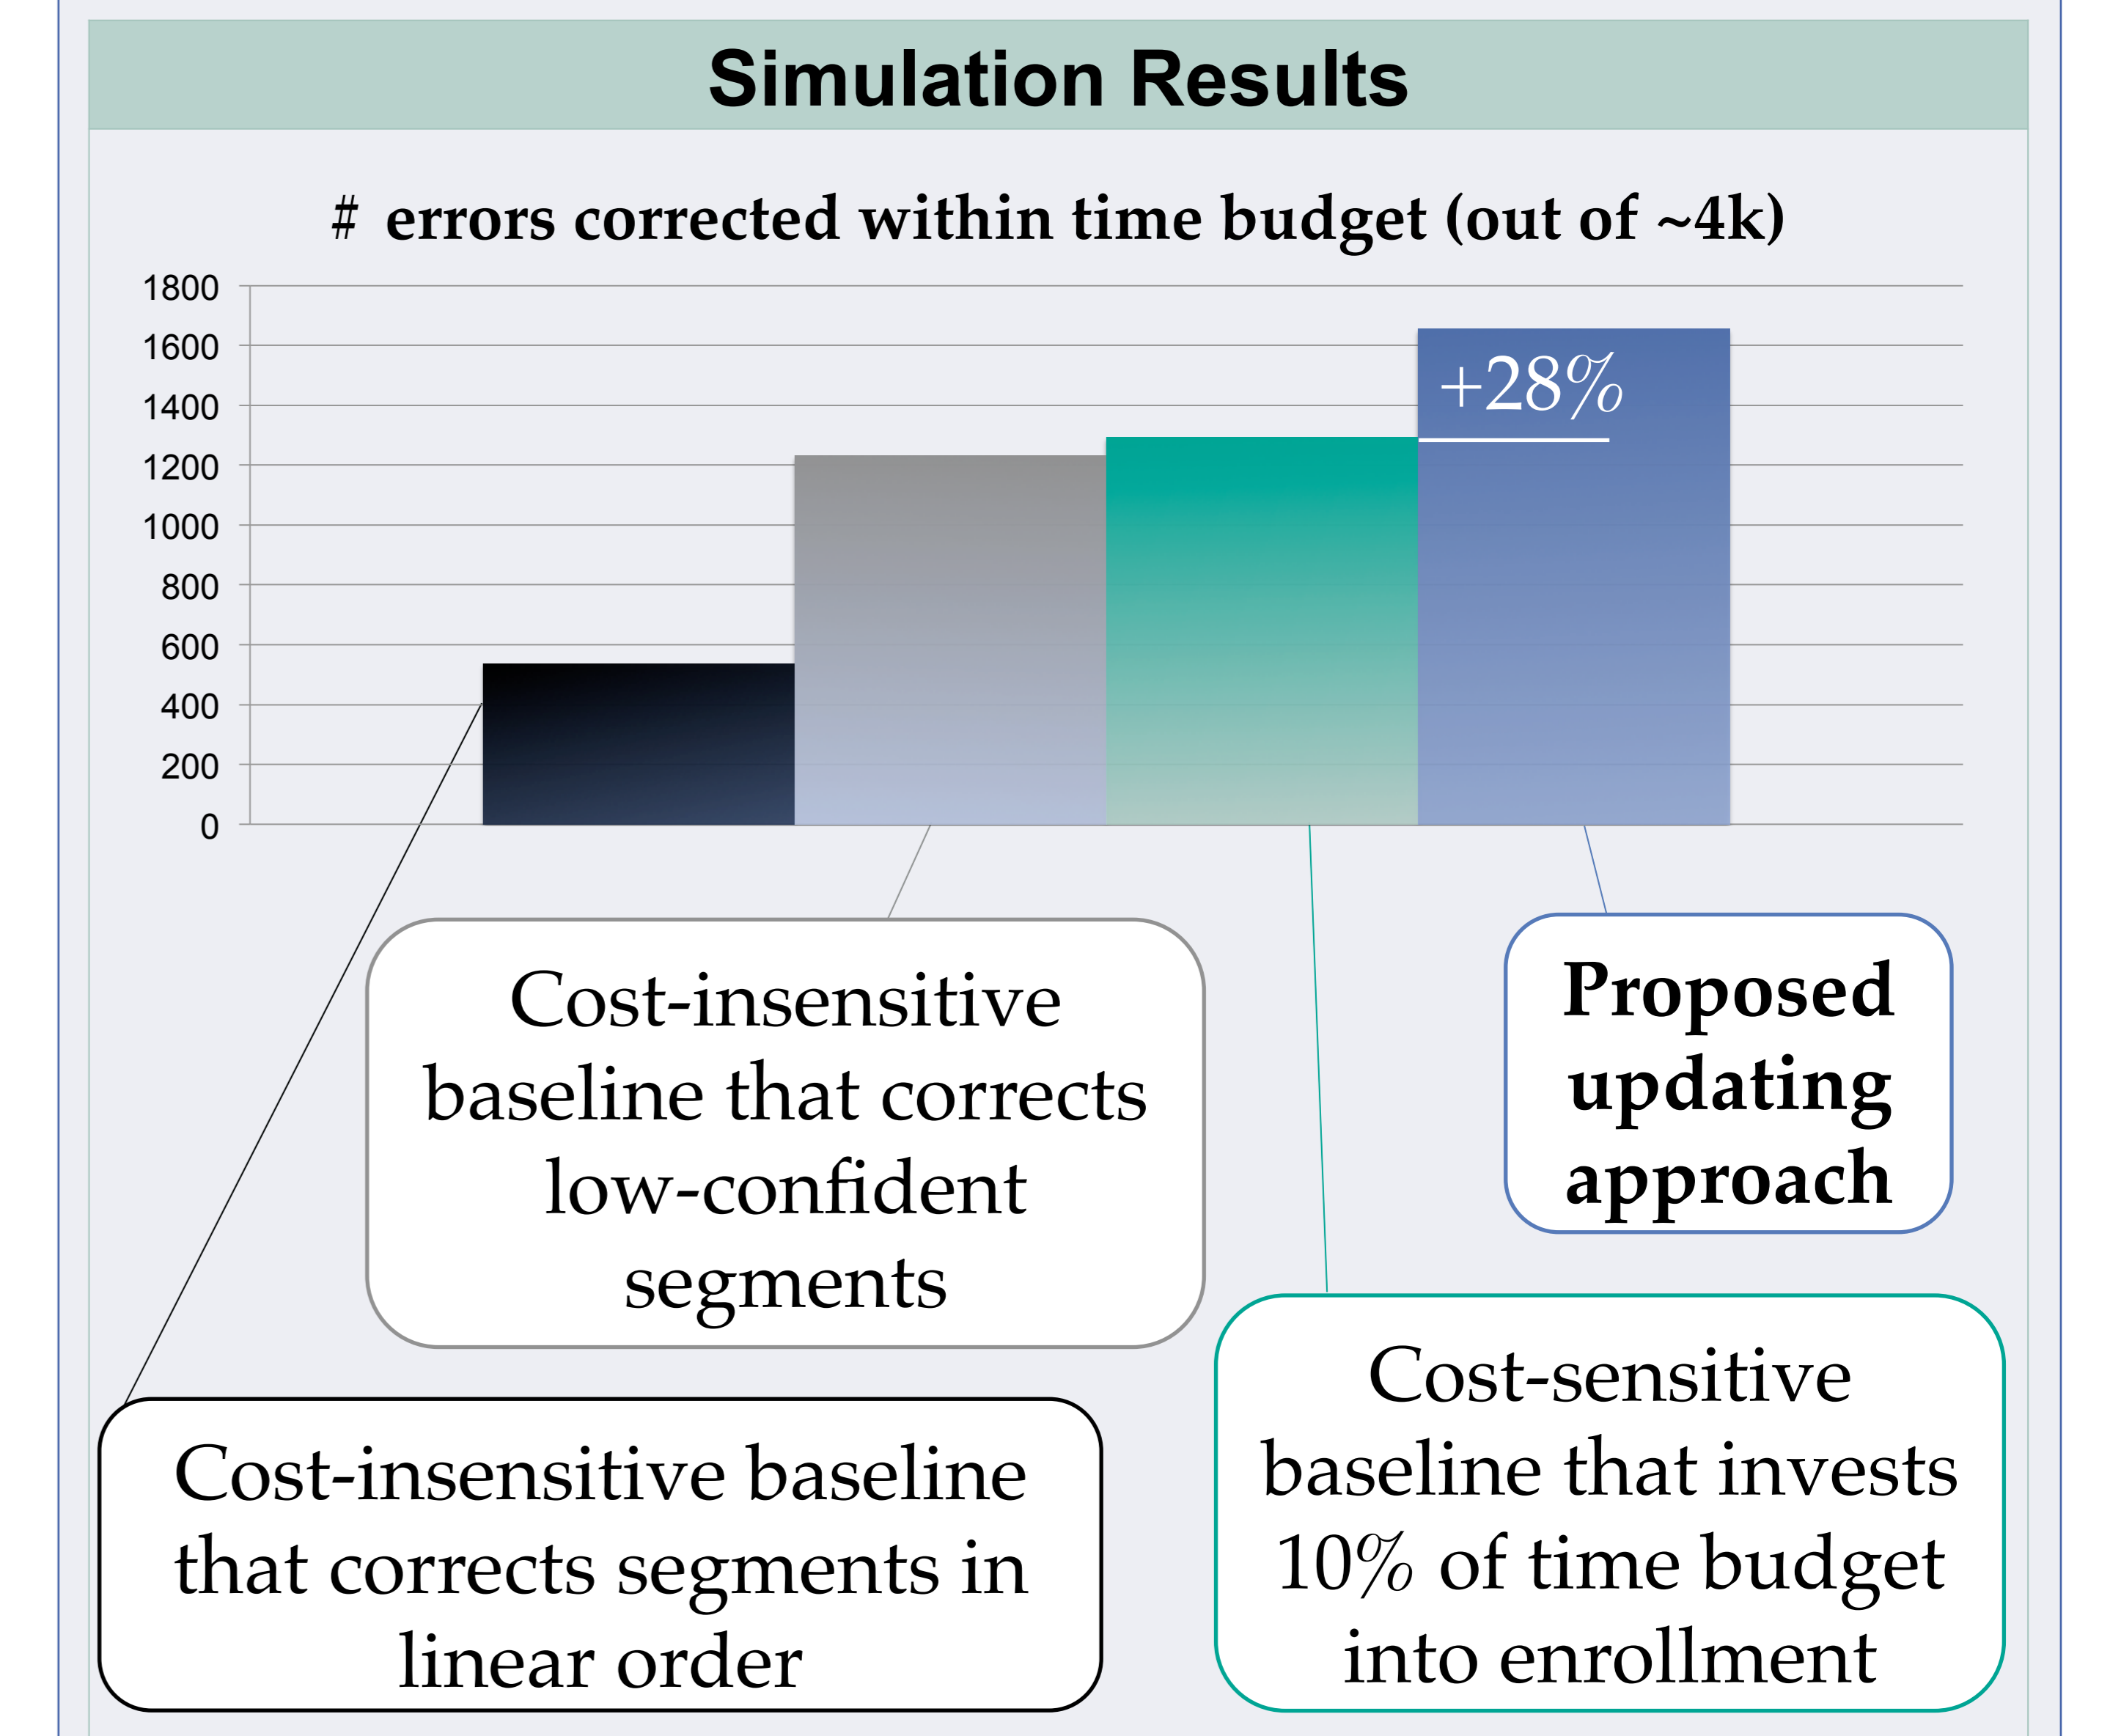 Simulation Results
# errors corrected within time budget (out of ~4k)
1800
1600
1400
1200
1000
800
600
400
200
0
+28%
Cost-insensitive
baseline that corrects
low-confident
segments
Proposed
updating
approach
Cost-insensitive baseline
that corrects segments in
linear order
Cost-sensitive
baseline that invests
10% of time budget
into enrollment